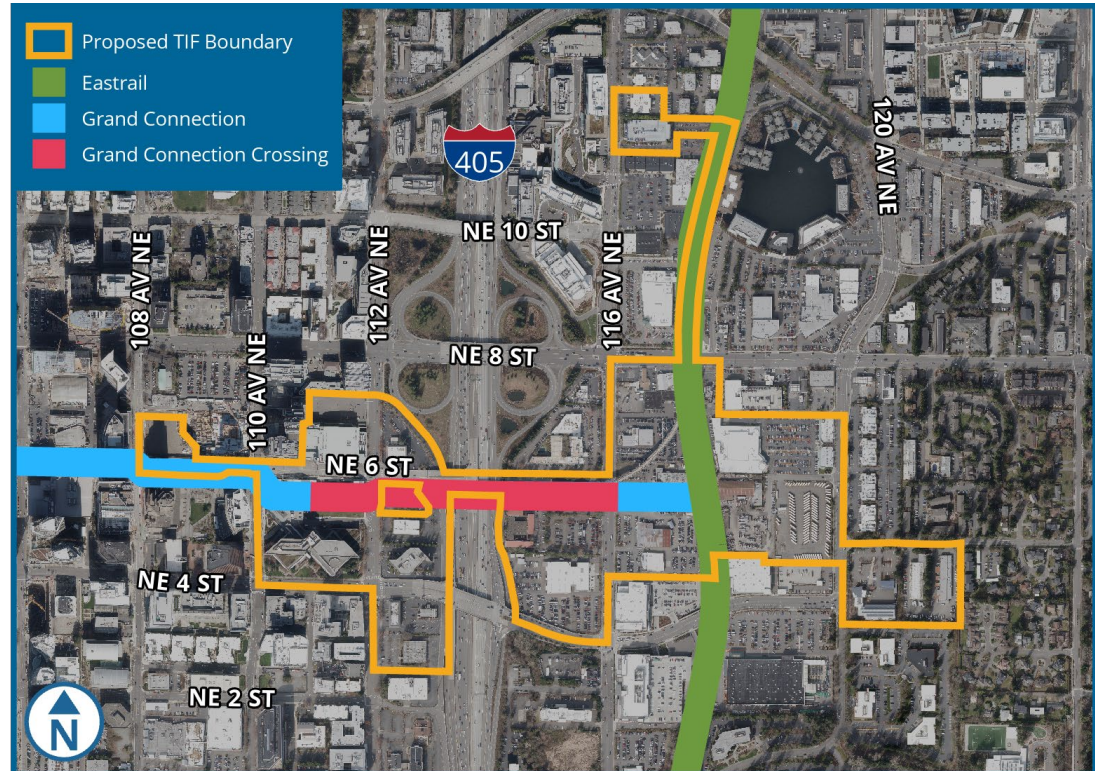 Proposed TIF Boundary
Eastrail
Grand Connection
Grand Connection Crossing
405
120 AV NE
NE 10 ST
108 AV NE
112 AV NE
116 AV NE
110 AV NE
NE 8 ST
NE 6 ST
NE 4 ST
NE 2 ST
N